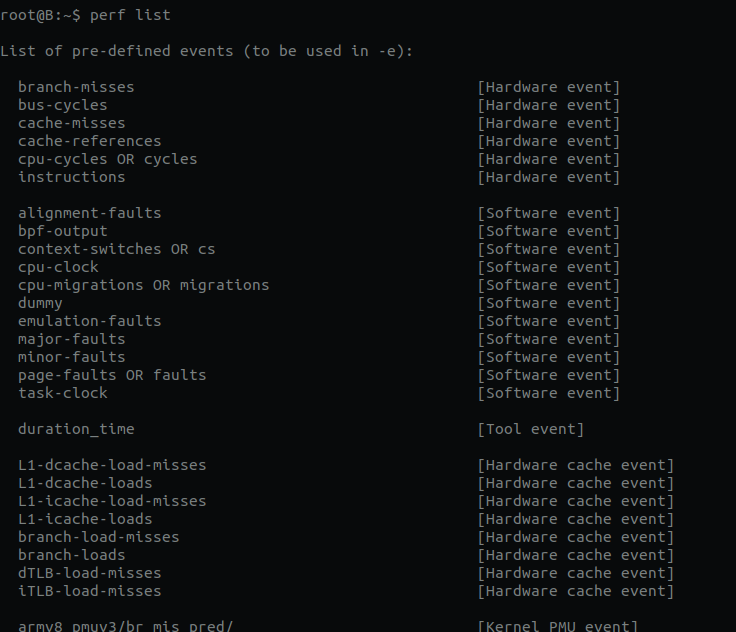 root@B:~$ perf list
List of pre-defined events (to be used in -e):
branch-misses [Hardware event]
bus-cycles [Hardware event]
cache-misses [Hardware event]
cache-references [Hardware event]
cpu-cycles OR cycles [Hardware event]
instructions [Hardware event]
alignment-faults [Software event]
bpf-output [Software event]
context-switches OR cs [Software event]
cpu-clock [Software event]
cpu-migrations OR migrations [Software event]
dummy [Software event]
emulation-faults [Software event]
major-faults [Software event]
minor-faults [Software event]
page-faults OR faults [Software event]
task-clock [Software event]
duration_time [Tool event]
L1-dcache-load-misses [Hardware cache event]
L1-dcache-loads [Hardware cache event]
L1-icache-load-misses [Hardware cache event]
L1-icache-loads [Hardware cache event]
branch-load-misses [Hardware cache event]
branch-loads [Hardware cache event]
dTLB-load-misses [Hardware cache event]
iTLB-load-misses [Hardware cache event]
armv8_pmuv3/br_mis_pred/ [Kernel PMU event]